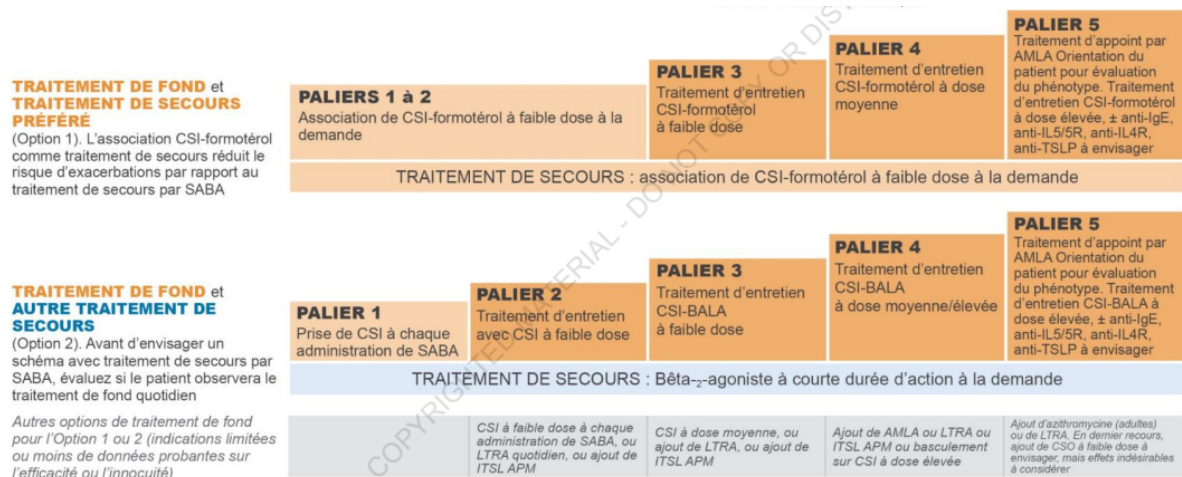 TRAITEMENT DE FOND et
TRAITEMENT DE SECOURS
PRÉFÉRÉ
(Option 1). L'association CSI-formotérol
comme traitement de secours réduit le
risque d'exacerbations par rapport au
traitement de secours par SABA
PALIERS 1 à 2
Association de CSI-formotérol à faible dose à la
demande
PALIER 3
Traitement d'entretien
CSI-formotérol
à faible dose
PALIER 4
Traitement d'entretien
CSI-formotérol à dose
moyenne
PALIER 5
Traitement d'appoint par
AMLA Orientation du
patient pour évaluation
du phénotype. Traitement
d'entretien CSI-formotérol
à dose élevée, ± anti-IgE,
anti-IL5/5R, anti-IL4R,
anti-TSLP à envisager
TRAITEMENT DE SECOURS : association de CSI-formotérol à faible dose à la demande
TRAITEMENT DE FOND et
AUTRE TRAITEMENT DE
SECOURS
(Option 2). Avant d'envisager un
schéma avec traitement de secours par
SABA, évaluez si le patient observera le
traitement de fond quotidien
PALIER 1
Prise de CSI à chaque
administration de SABA
PALIER 2
Traitement d'entretien
avec CSI à faible dose
PALIER 3
Traitement d'entretien
CSI-BALA
à faible dose
PALIER 4
Traitement d'entretien
CSI-BALA
à dose moyenne/élevée
PALIER 5
Traitement d'appoint par
AMLA Orientation du
patient pour évaluation
du phénotype. Traitement
d'entretien CSI-BALA à
dose élevée, ± anti-IgE,
anti-IL5/5R, anti-IL4R,
anti-TSLP à envisager
TRAITEMENT DE SECOURS : Bêta-₂-agoniste à courte durée d'action à la demande
Autres options de traitement de fond
pour l'Option 1 ou 2 (indications limitées
ou moins de données probantes sur
l'efficacité ou l'innocuité)
CSI à faible dose à chaque
administration de SABA, ou
LTRA quotidien, ou ajout de
ITSL APM
CSI à dose moyenne, ou
ajout de LTRA, ou ajout de
ITSL APM
Ajout de AMLA ou LTRA ou
ITSL APM ou basculement
sur CSI à dose élevée
Ajout d'azithromycine (adultes)
ou de LTRA. En dernier recours,
ajout de CSO à faible dose à
envisager, mais effets indésirables
à considérer
COPYRIGHTED MATERIAL - DO NOT COPY OR